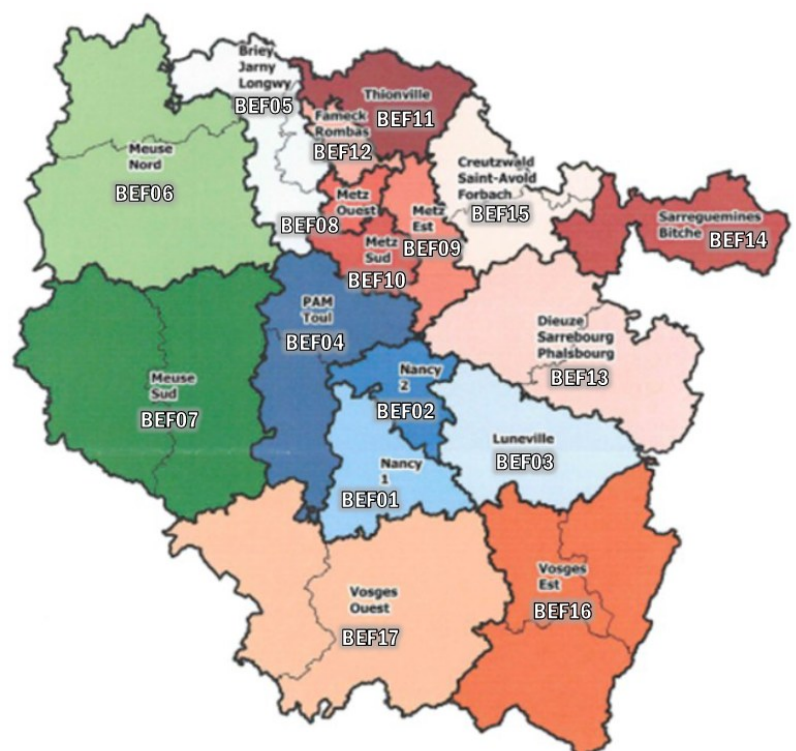 Briey
Jarny
Longwy
BEF05
Thionville
BEF11
Fameck
Rombas
BEF12
Meuse
Nord
BEF06
Creutzwald
Saint-Avold
Forbach
BEF15
Metz
Ouest
BEF08
Metz
Est
BEF09
Metz
Sud
BEF10
Sarreguemines
Bitche
BEF14
PAM
Toul
BEF04
Dieuze
Sarrebourg
Phalsbourg
BEF13
Meuse
Sud
BEF07
Nancy
2
BEF02
Luneville
BEF03
Nancy
1
BEF01
Vosges
Est
BEF16
Vosges
Ouest
BEF17